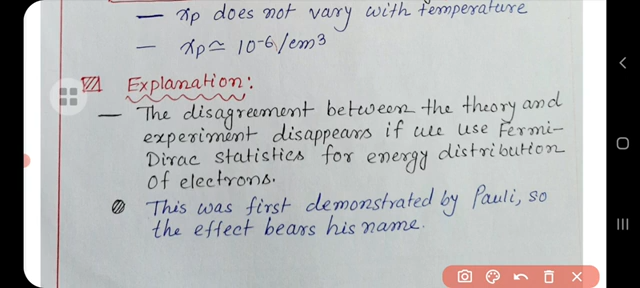 — χp does not vary with temperature
— χp ≃ 10-6/cm3
Explanation:
— The disagreement between the theory and
experiment disappears if we use Fermi-
Dirac statistics for energy distribution
of electrons.
This was first demonstrated by Pauli, so
the effect bears his name.